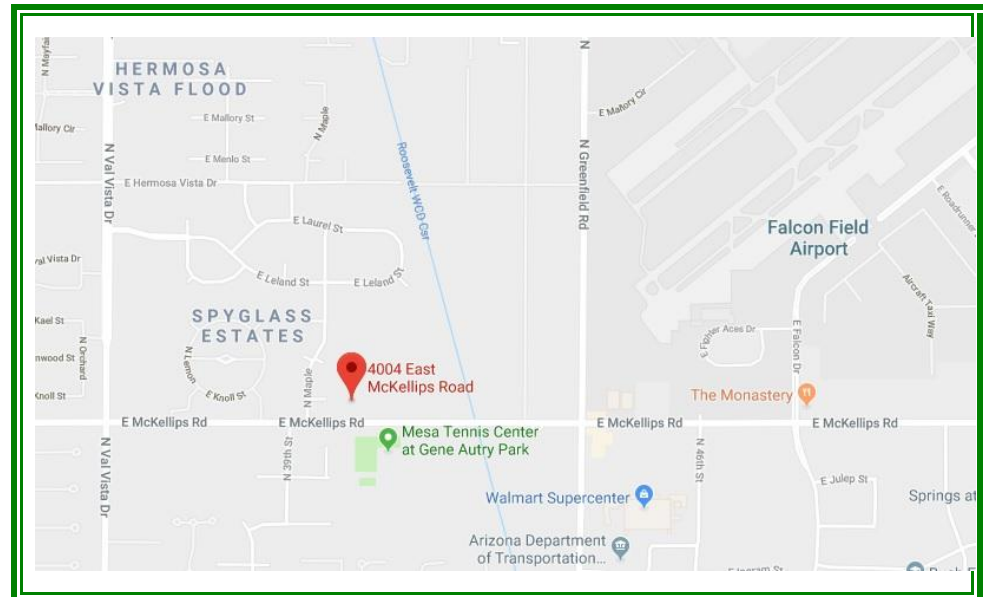 N Mayfai
HERMOSA
VISTA FLOOD
N
E Mallory Cir
E Mallory St
N Maple
Mallory Cir
Roosevelt WCD Csr
N Val Vista Dr
E Menlo St
N Greenfield Rd
E Hermosa Vista Dr
E Roadrunner
E Laurel St
Falcon Field
Airport
Vista Dr
E Leland St
E Leland St
Aircraft Taxi Way
SPYGLASS
ESTATES
Kael St
N Orchard
E Fighter Aces Dr
E Falcon Dr
nwood St
N Lemon
4004 East
McKellips Road
Knoll St
E Knoll St
N Maple
The Monastery
E McKellips Rd
E McKellips Rd
E McKellips Rd
E McKellips Rd
Mesa Tennis Center
at Gene Autry Park
N Val Vista Dr
N 39th St
N 46th St
E Julep St
Walmart Supercenter
Springs at
Arizona Department
of Transportation...